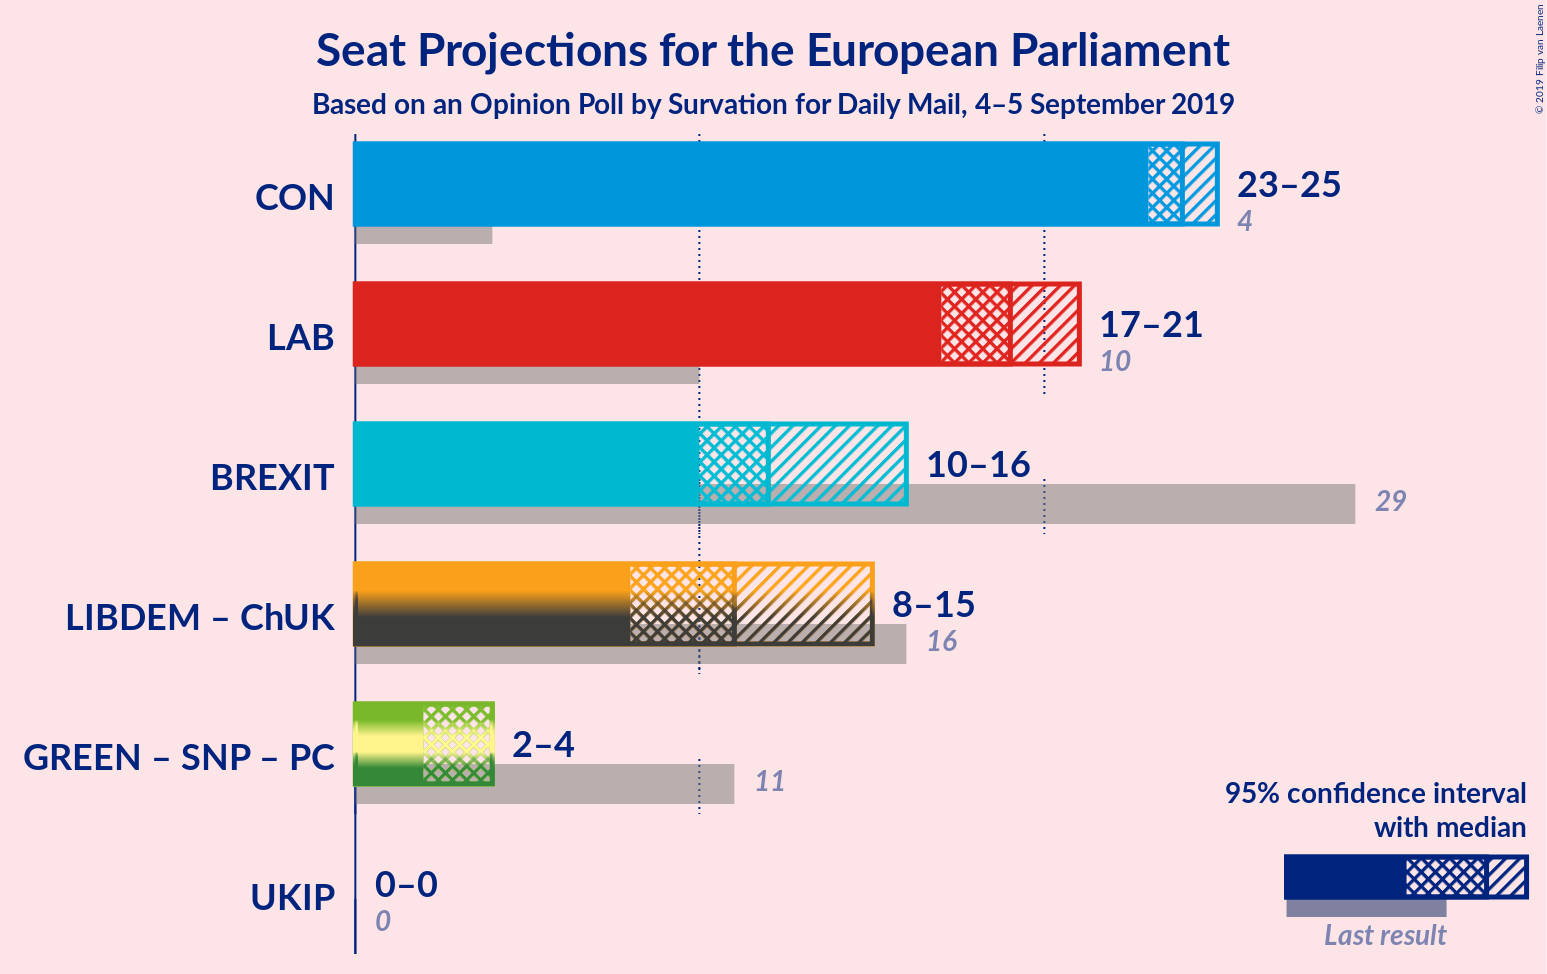 Seat Projections for the European Parliament
Based on an Opinion Poll by Survation for Daily Mail, 4–5 September 2019
© 2019 Filip van Laenen
CON
23–25
4
LAB
17–21
10
BREXIT
10–16
29
LIBDEM – ChUK
8–15
16
GREEN – SNP – PC
2–4
11
UKIP
0–0
0
95% confidence interval
with median
Last result